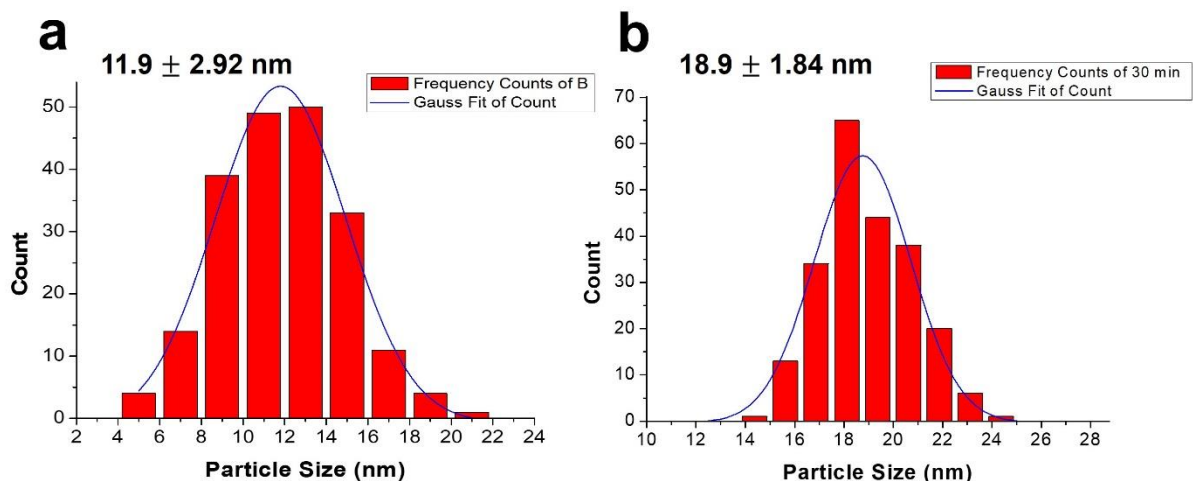 a
11.9 ± 2.92 nm
Frequency Counts of B
Gauss Fit of Count
50
40
30
20
10
0
Count
2 4 6 8 10 12 14 16 18 20 22 24
Particle Size (nm)
b
18.9 ± 1.84 nm
Frequency Counts of 30 min
Gauss Fit of Count
70
60
50
40
30
20
10
0
Count
10 12 14 16 18 20 22 24 26 28
Particle Size (nm)